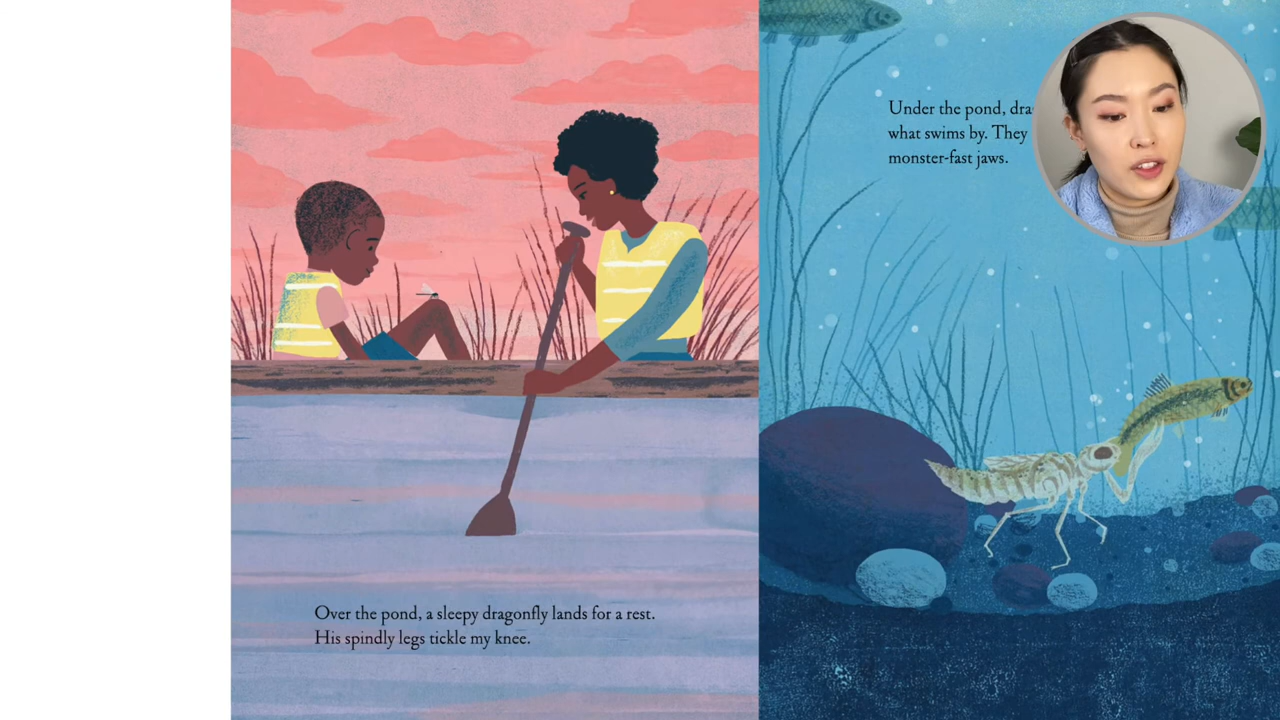 Over the pond, a sleepy dragonfly lands for a rest.
His spindly legs tickle my knee.
Under the pond,
what swims by. They
monster-fast jaws.